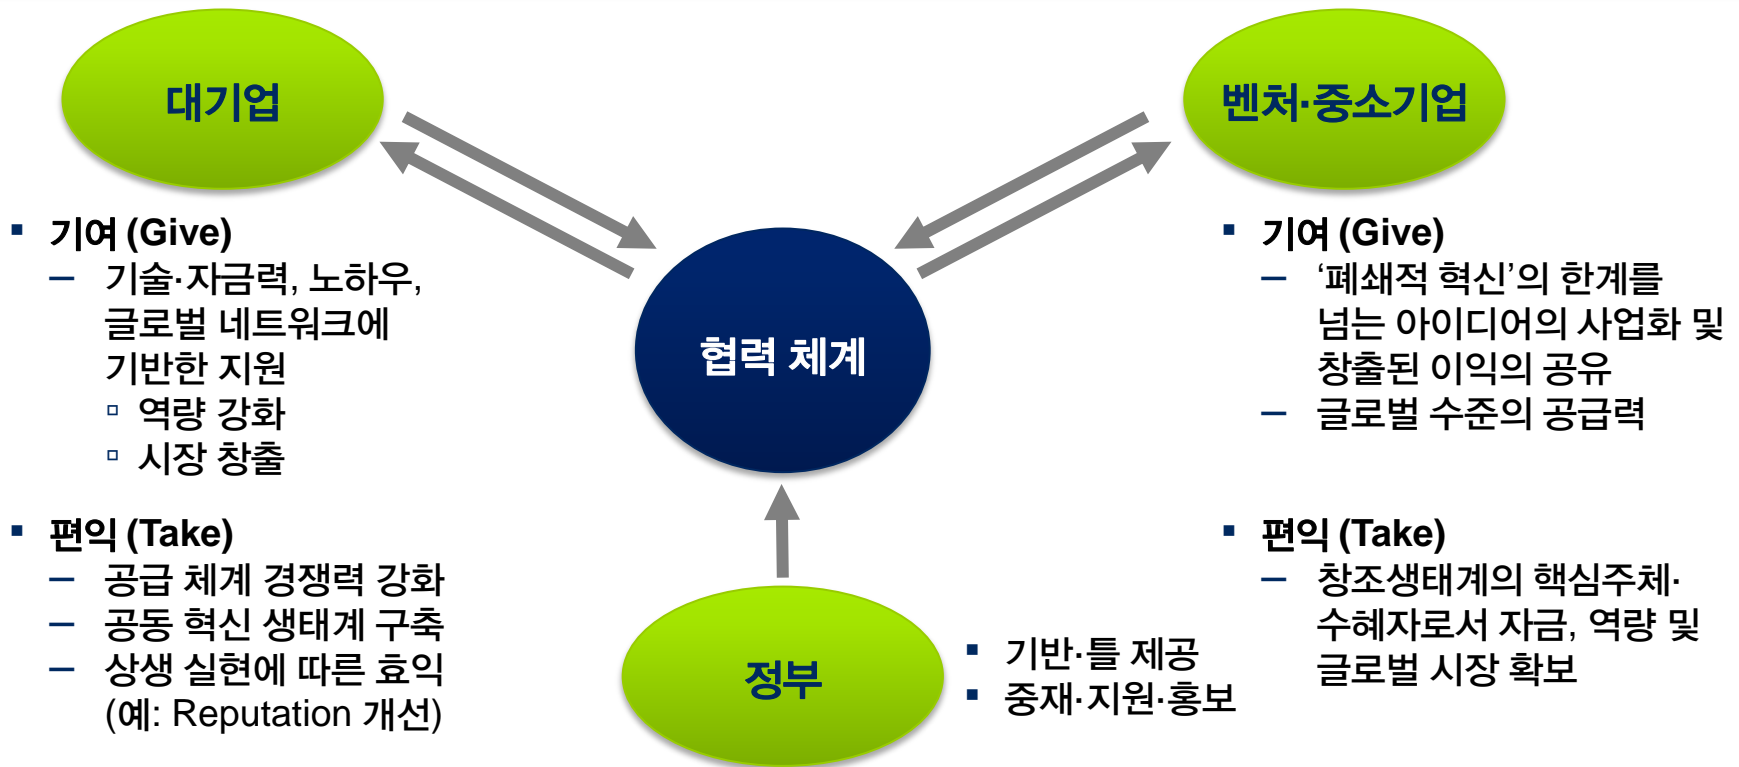 대기업
벤처·중소기업
협력 체계
정부
▪ 기여 (Give)
– 기술·자금력, 노하우,
글로벌 네트워크에
기반한 지원
▫ 역량 강화
▫ 시장 창출
▪ 편익 (Take)
– 공급 체계 경쟁력 강화
– 공동 혁신 생태계 구축
– 상생 실현에 따른 효익
(예: Reputation 개선)
▪ 기반·틀 제공
▪ 중재·지원·홍보
▪ 기여 (Give)
– ‘폐쇄적 혁신’의 한계를
넘는 아이디어의 사업화 및
창출된 이익의 공유
– 글로벌 수준의 공급력
▪ 편익 (Take)
– 창조생태계의 핵심주체·
수혜자로서 자금, 역량 및
글로벌 시장 확보